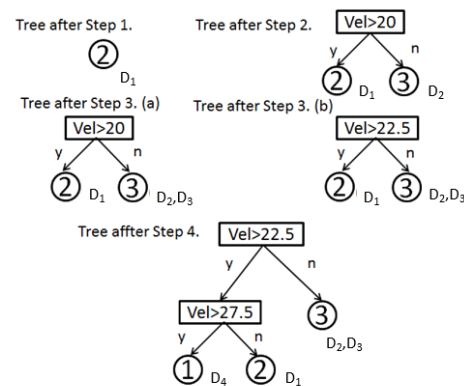 Tree after Step 1.
2
D1
Tree after Step 2.
Vel>20
y n
2 D1 3 D2
Tree after Step 3. (a)
Vel>20
y n
2 D1 3 D2,D3
Tree after Step 3. (b)
Vel>22.5
y n
2 D1 3 D2,D3
Tree affter Step 4.
Vel>22.5
y n
Vel>27.5
3
D2,D3
y n
1 D4 2 D1